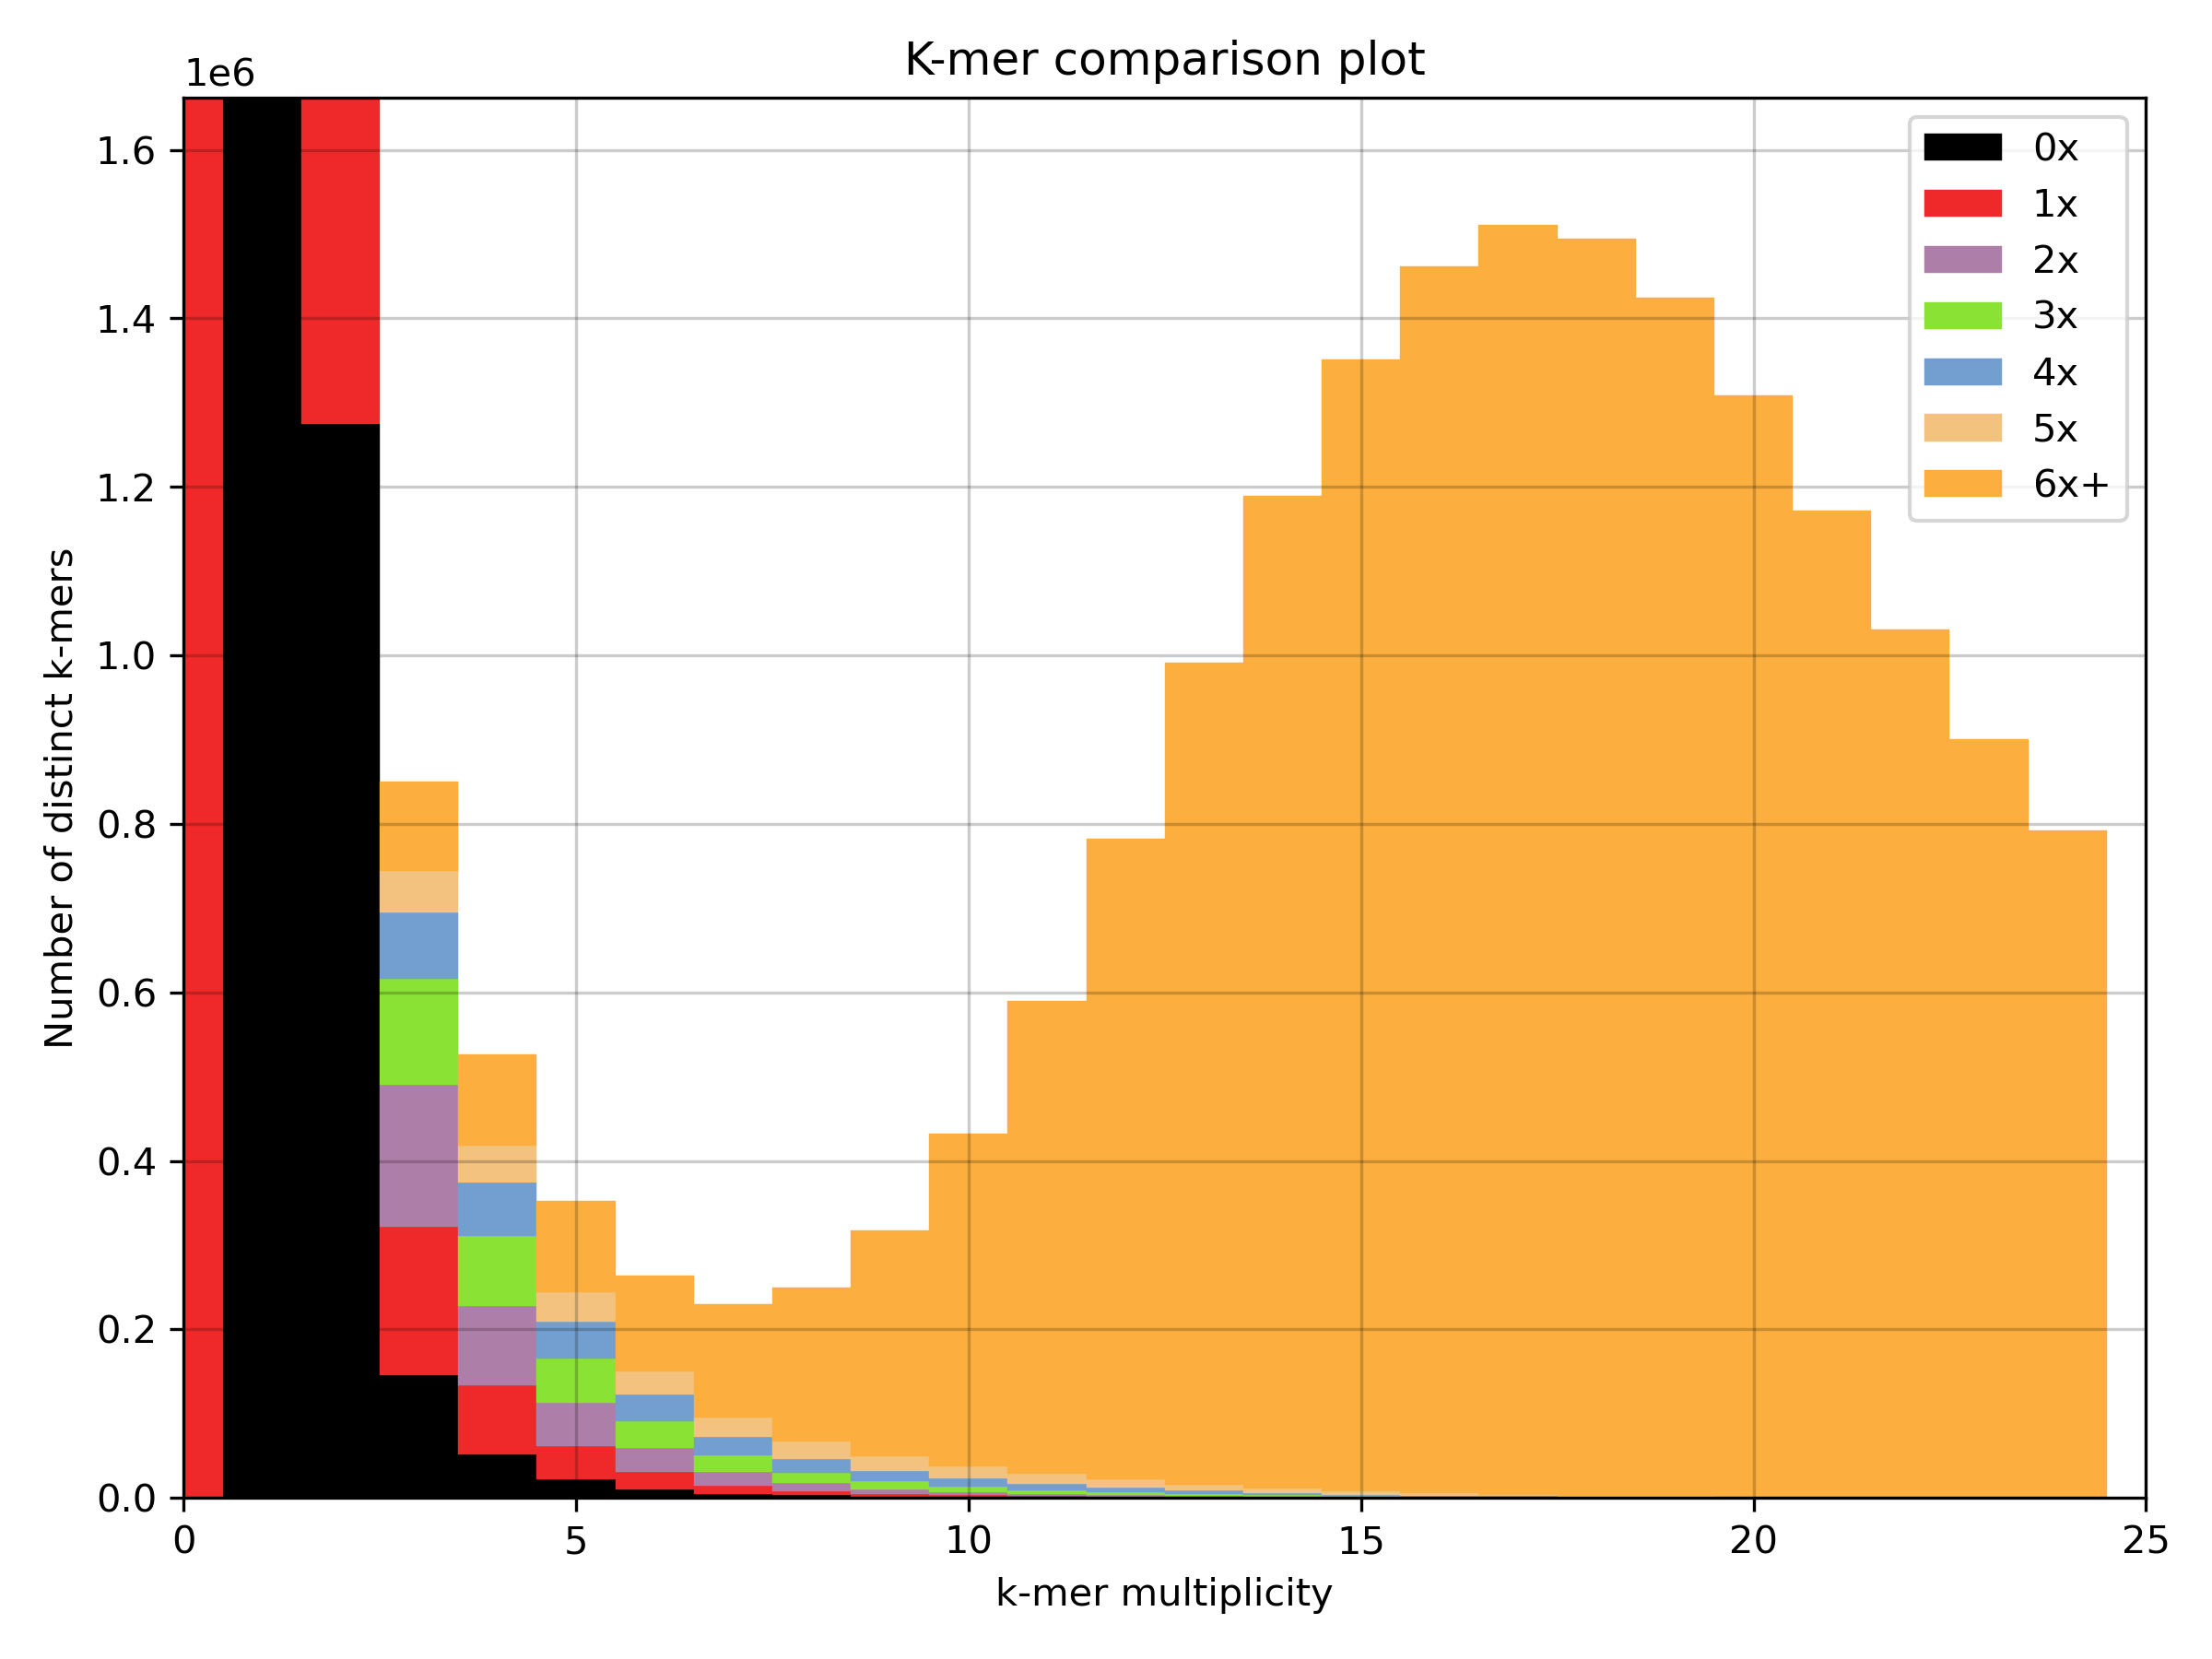 K-mer comparison plot
1e6
1.6
1.4
1.2
1.0
0.8
0.6
0.4
0.2
0.0
Number of distinct k-mers
0x
1x
2x
3x
4x
5x
6x+
0 5 10 15 20 25
k-mer multiplicity